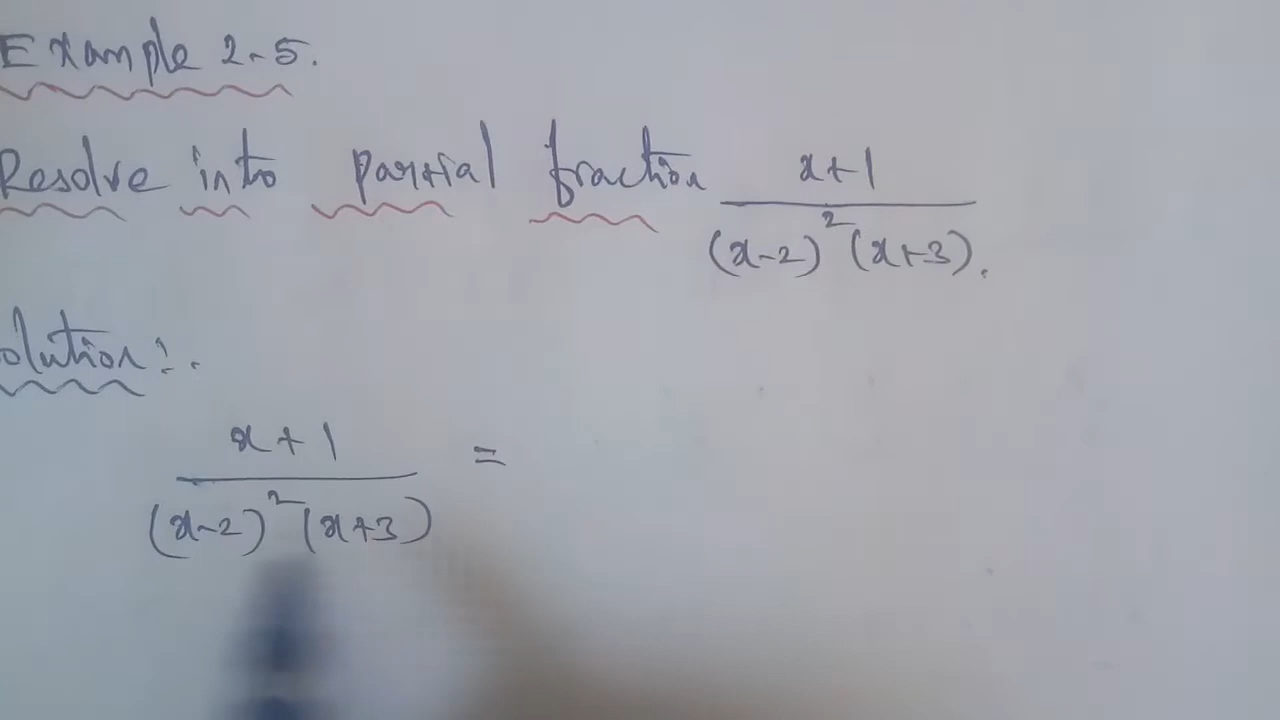 Example 2.5.
Resolve into partial fraction x+1 / (x-2)²(x+3).
olution:.
x+1 / (x-2)²(x+3) =